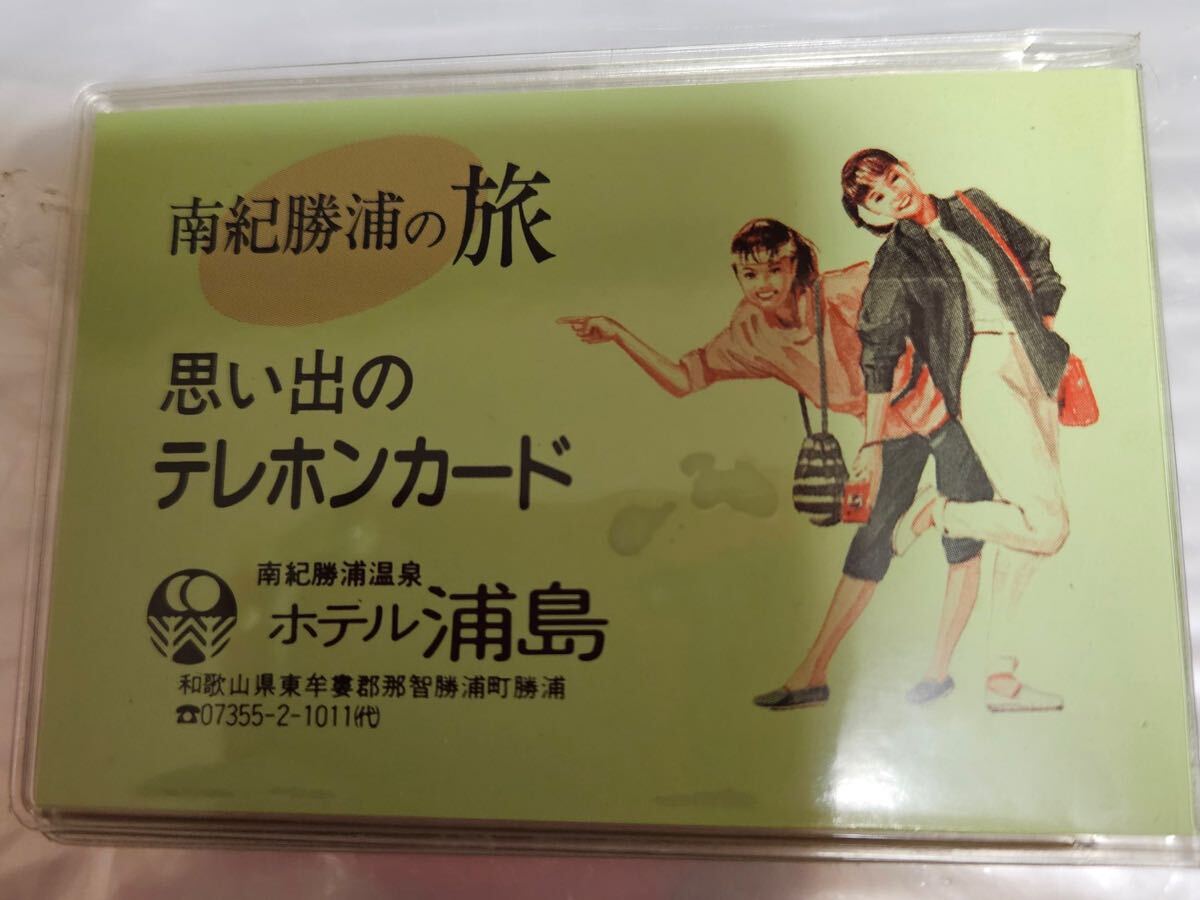 南紀勝浦の旅
思い出の
テレホンカード
南紀勝浦温泉
ホテル浦島
和歌山県東牟婁郡那智勝浦町勝浦
☎07355-2-1011㈹